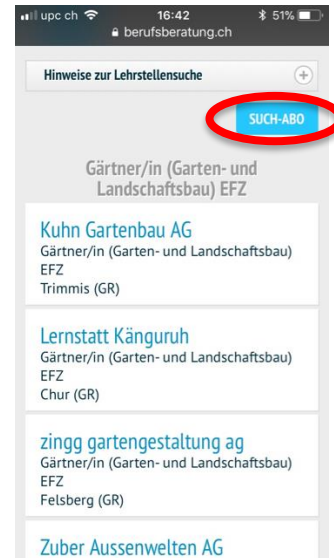 upc ch 16:42 51%
berufsberatung.ch
Hinweise zur Lehrstellensuche
SUCH-ABO
Gärtner/in (Garten- und
Landschaftsbau) EFZ
Kuhn Gartenbau AG
Gärtner/in (Garten- und Landschaftsbau)
EFZ
Trimmis (GR)
Lernstatt Känguruh
Gärtner/in (Garten- und Landschaftsbau)
EFZ
Chur (GR)
zingg gartengestaltung ag
Gärtner/in (Garten- und Landschaftsbau)
EFZ
Felsberg (GR)
Zuber Aussenwelten AG